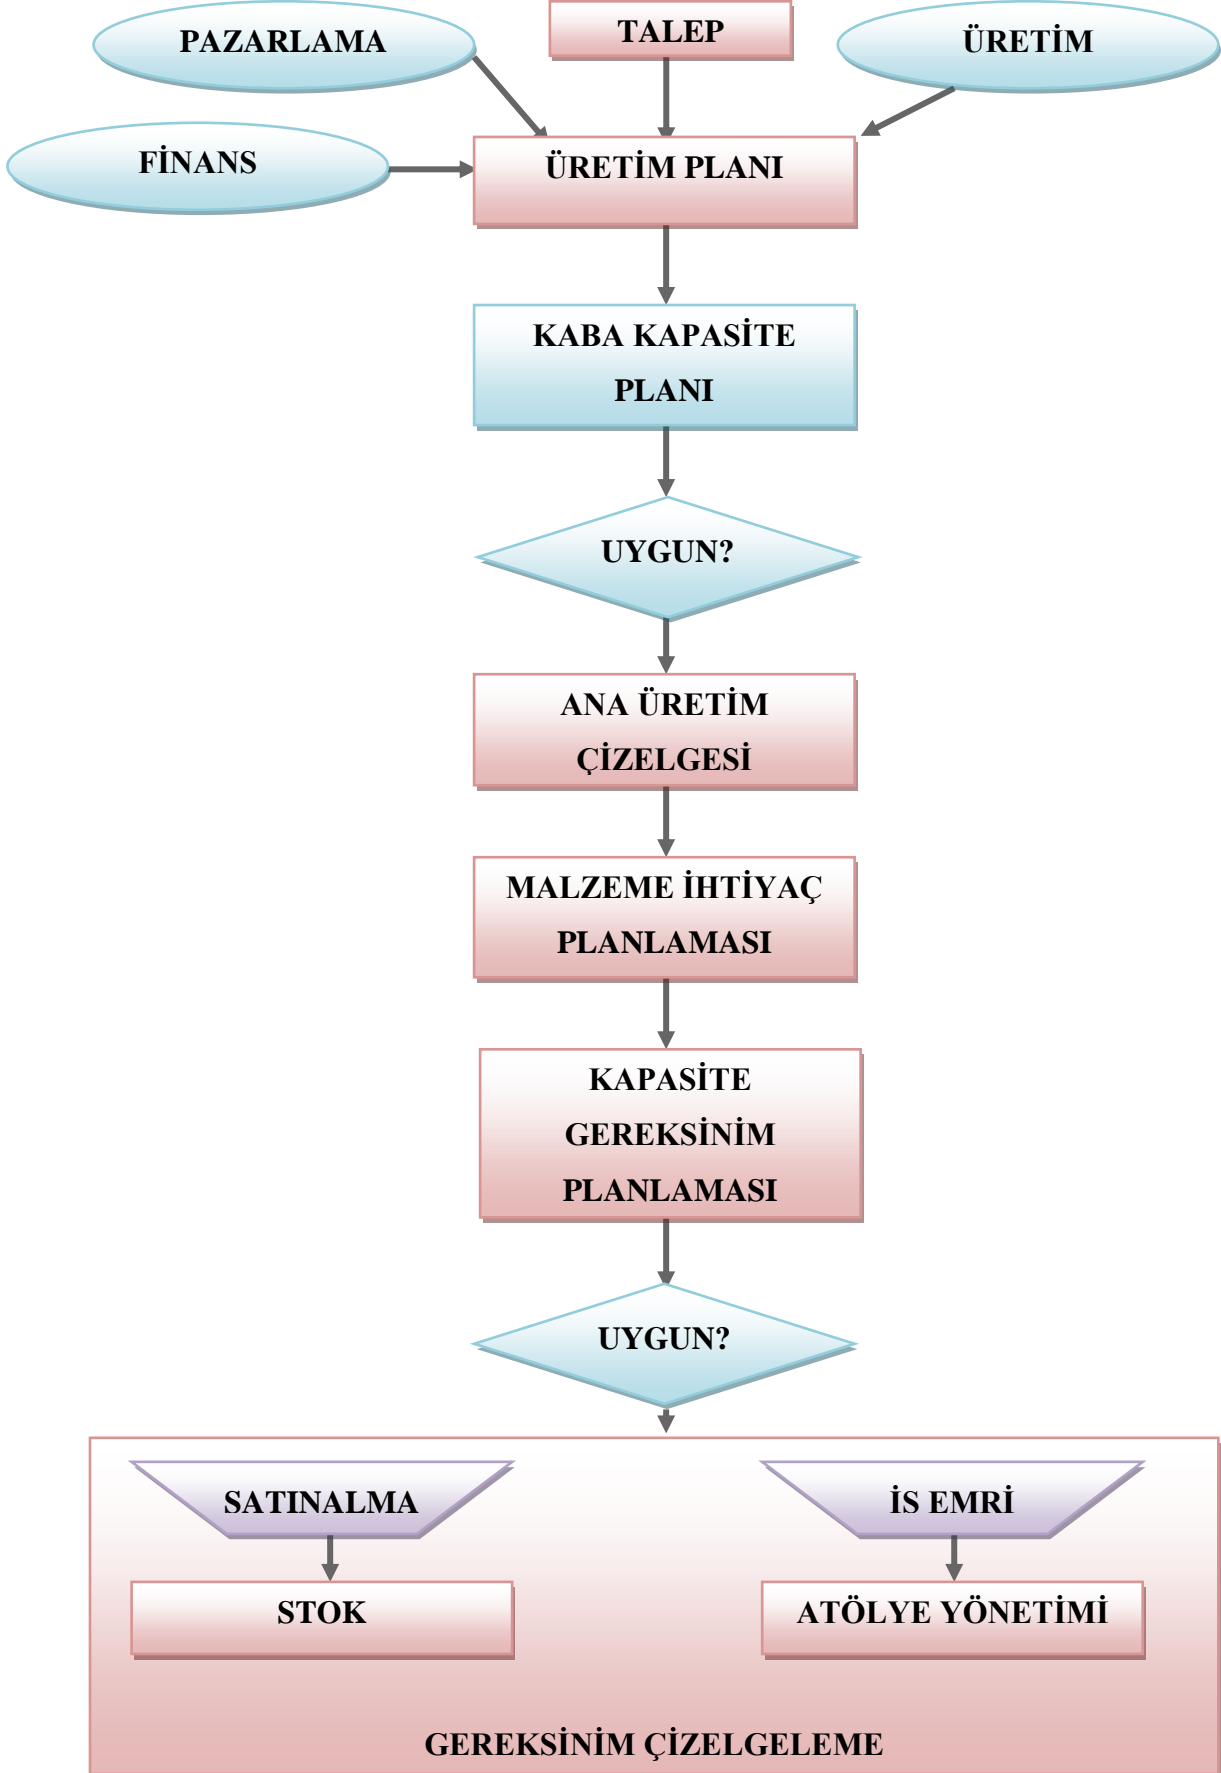 PAZARLAMA
TALEP
ÜRETİM
FİNANS
ÜRETİM PLANI
KABA KAPASİTE
PLANI
UYGUN?
ANA ÜRETİM
ÇİZELGESİ
MALZEME İHTİYAÇ
PLANLAMASI
KAPASİTE
GEREKSİNİM
PLANLAMASI
UYGUN?
SATINALMA
İS EMRİ
STOK
ATÖLYE YÖNETİMİ
GEREKSİNİM ÇİZELGELEME